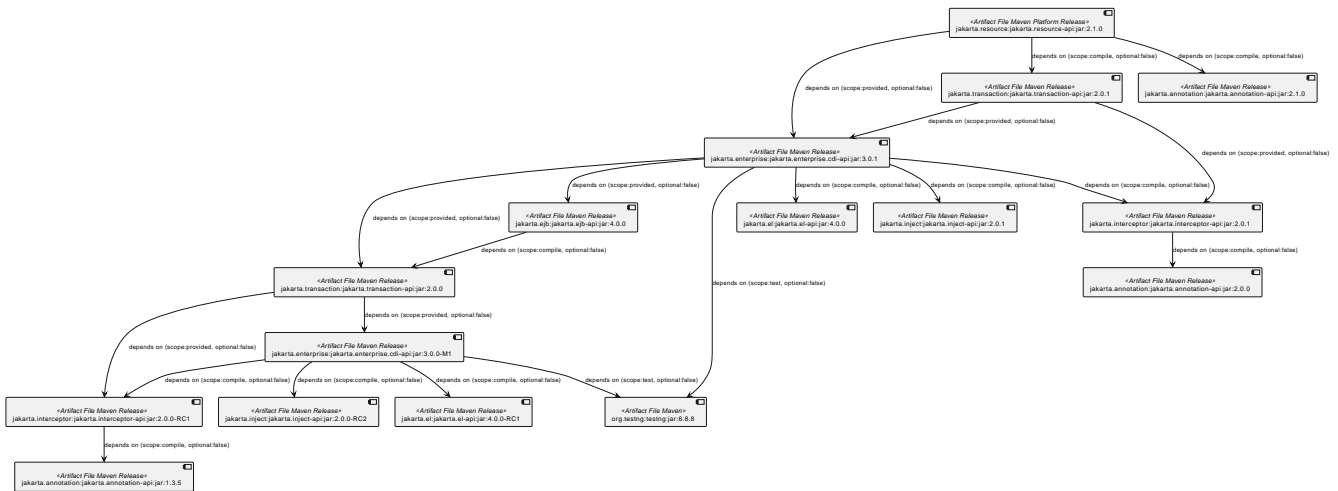 «Artifact File Maven Platform Release»
jakarta.resource:jakarta.resource-api:jar:2.1.0
depends on (scope:compile, optional:false)
depends on (scope:compile, optional:false)
«Artifact File Maven Release»
jakarta.transaction:jakarta.transaction-api:jar:2.0.1
«Artifact File Maven Release»
jakarta.annotation:jakarta.annotation-api:jar:2.1.0
depends on (scope:provided, optional:false)
depends on (scope:provided, optional:false)
«Artifact File Maven Release»
jakarta.enterprise:jakarta.enterprise.cdi-api:jar:3.0.1
depends on (scope:provided, optional:false)
depends on (scope:provided, optional:false)
depends on (scope:compile, optional:false)
depends on (scope:compile, optional:false)
depends on (scope:compile, optional:false)
depends on (scope:provided, optional:false)
«Artifact File Maven Release»
jakarta.ejb:jakarta.ejb-api:jar:4.0.0
«Artifact File Maven Release»
jakarta.el:jakarta.el-api:jar:4.0.0
«Artifact File Maven Release»
jakarta.inject:jakarta.inject-api:jar:2.0.1
«Artifact File Maven Release»
jakarta.interceptor:jakarta.interceptor-api:jar:2.0.1
depends on (scope:compile, optional:false)
depends on (scope:compile, optional:false)
«Artifact File Maven Release»
jakarta.transaction:jakarta.transaction-api:jar:2.0.0
depends on (scope:test, optional:false)
«Artifact File Maven Release»
jakarta.annotation:jakarta.annotation-api:jar:2.0.0
depends on (scope:provided, optional:false)
«Artifact File Maven Release»
jakarta.enterprise:jakarta.enterprise.cdi-api:jar:3.0.0-M1
depends on (scope:provided, optional:false)
depends on (scope:compile, optional:false)
depends on (scope:compile, optional:false)
depends on (scope:compile, optional:false)
depends on (scope:test, optional:false)
«Artifact File Maven Release»
jakarta.interceptor:jakarta.interceptor-api:jar:2.0.0-RC1
«Artifact File Maven Release»
jakarta.inject:jakarta.inject-api:jar:2.0.0-RC2
«Artifact File Maven Release»
jakarta.el:jakarta.el-api:jar:4.0.0-RC1
«Artifact File Maven»
org.testng:testng:jar:6.8.8
depends on (scope:compile, optional:false)
«Artifact File Maven Release»
jakarta.annotation:jakarta.annotation-api:jar:1.3.5